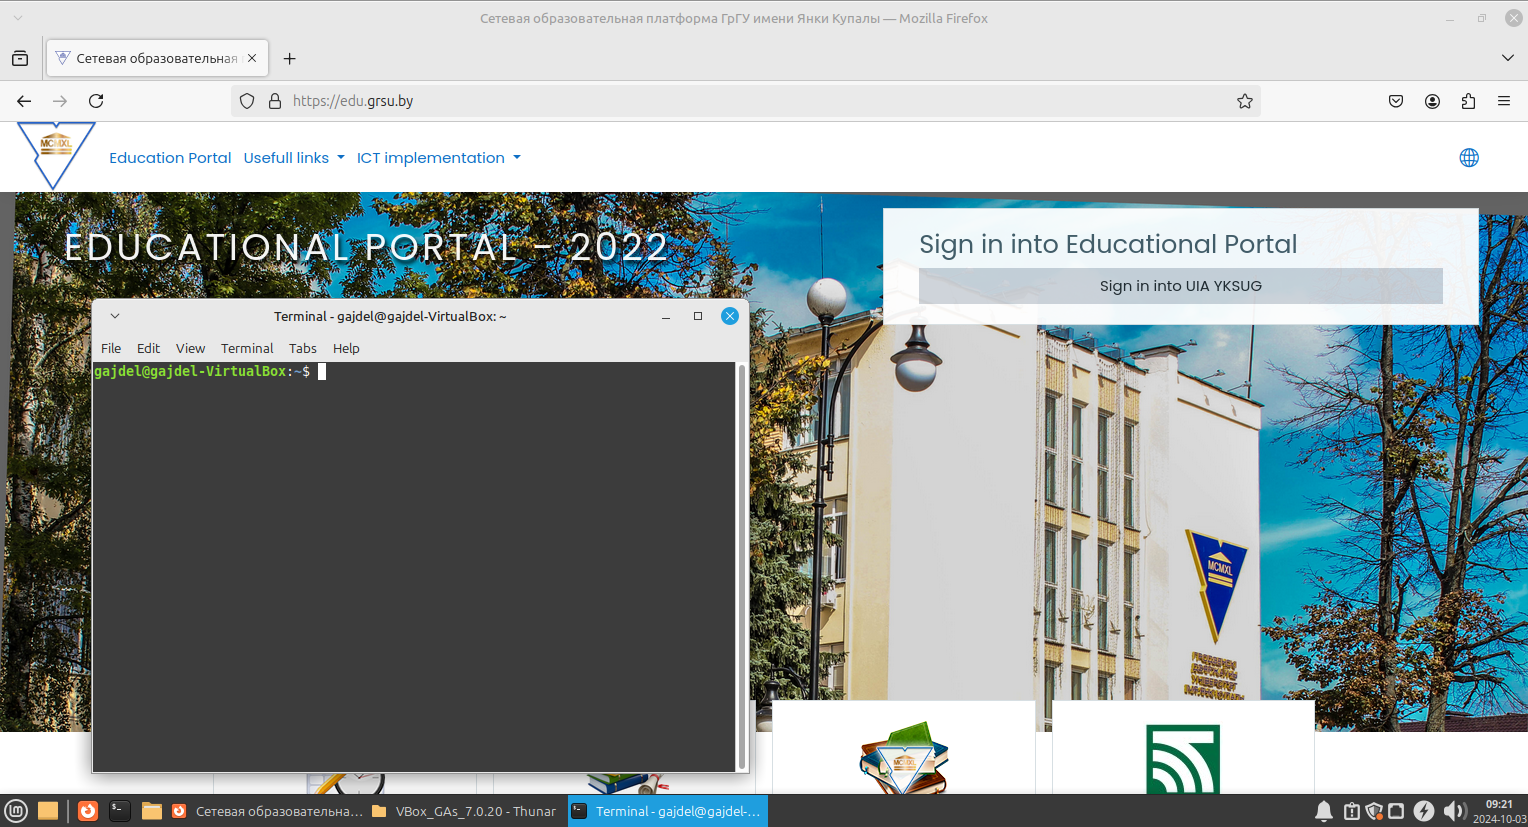 Сетевая образовательная платформа ГрГУ имени Янки Купалы — Mozilla Firefox
Сетевая образовательная
https://edu.grsu.by
MCMXL
Education Portal
Usefull links
ICT implementation
EDUCATIONAL PORTAL - 2022
Sign in into Educational Portal
Sign in into UIA YKSUG
Terminal - gajdel@gajdel-VirtualBox: ~
File Edit View Terminal Tabs Help
gajdel@gajdel-VirtualBox:~$
MCMXL
Сетевая образовательна...
VBox_GAs_7.0.20 - Thunar
Terminal - gajdel@gajdel-...
09:21
2024-10-03